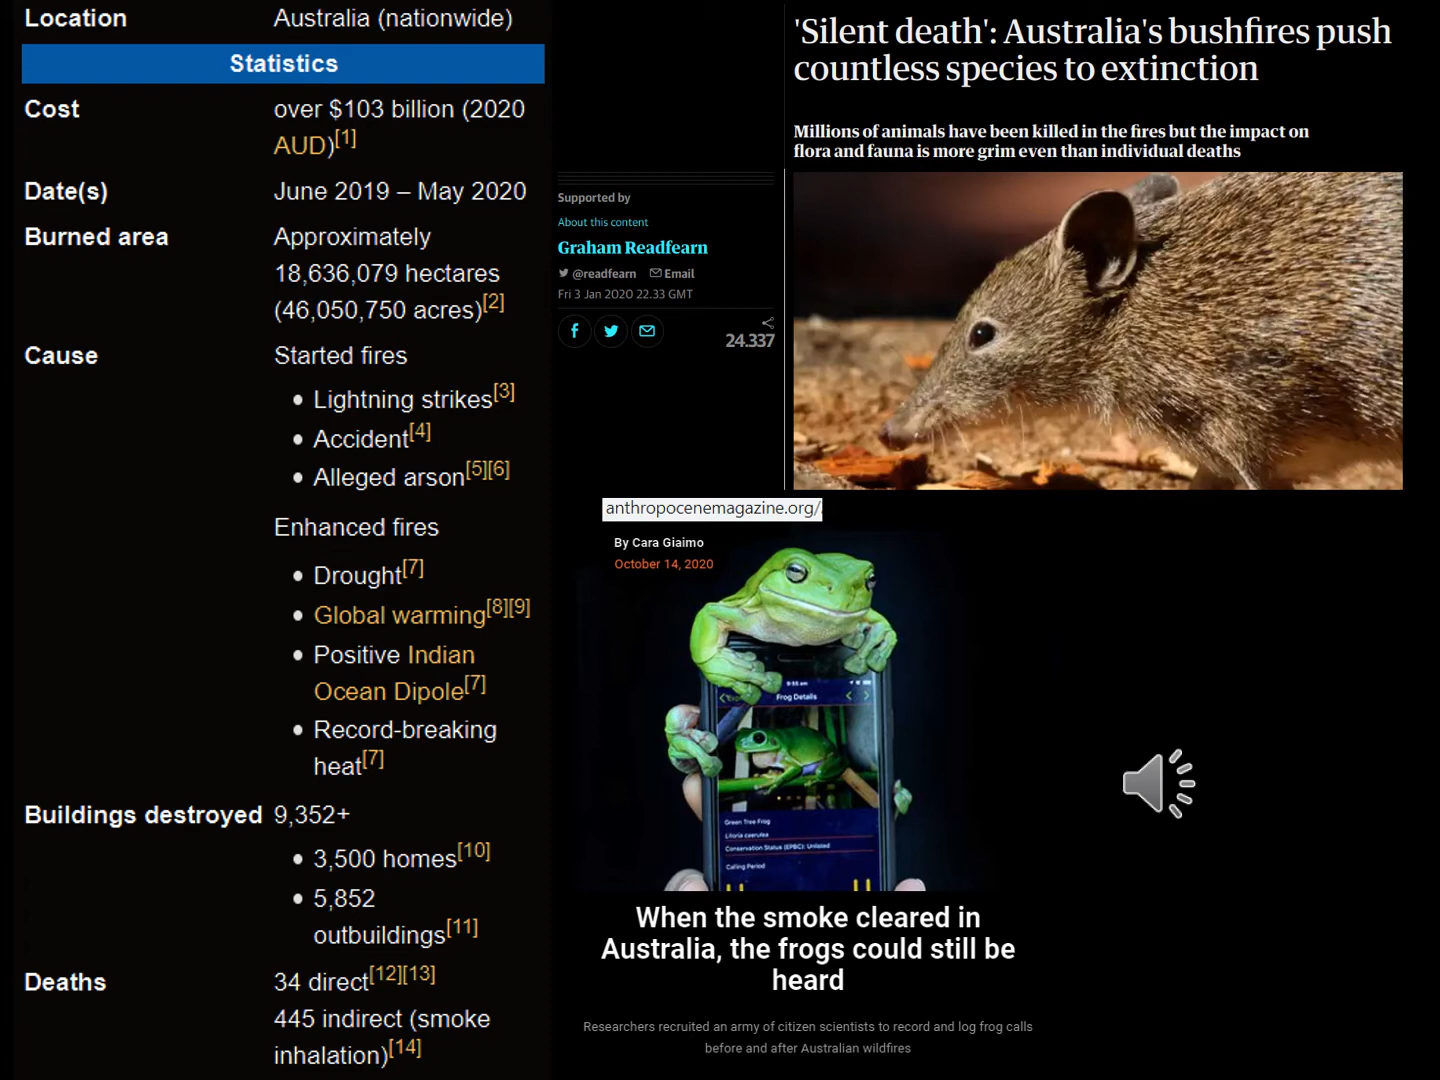 Location Australia (nationwide)
Statistics
Cost over $103 billion (2020
AUD)[1]
Date(s) June 2019 – May 2020
Burned area Approximately
18,636,079 hectares
(46,050,750 acres)[2]
Cause Started fires
• Lightning strikes[3]
• Accident[4]
• Alleged arson[5][6]
Enhanced fires
• Drought[7]
• Global warming[8][9]
• Positive Indian
Ocean Dipole[7]
• Record-breaking
heat[7]
Buildings destroyed 9,352+
• 3,500 homes[10]
• 5,852
outbuildings[11]
Deaths 34 direct[12][13]
445 indirect (smoke
inhalation)[14]
'Silent death': Australia's bushfires push
countless species to extinction
Millions of animals have been killed in the fires but the impact on
flora and fauna is more grim even than individual deaths
Supported by
About this content
Graham Readfearn
@readfearn Email
Fri 3 Jan 2020 22.33 GMT
24.337
anthropocenemagazine.org/
By Cara Giaimo
October 14, 2020
9:55 am
Frog Details
Green Tree Frog
Litoria caerulea
Conservation Status (EPBC): Unlisted
Calling Period
When the smoke cleared in
Australia, the frogs could still be
heard
Researchers recruited an army of citizen scientists to record and log frog calls
before and after Australian wildfires